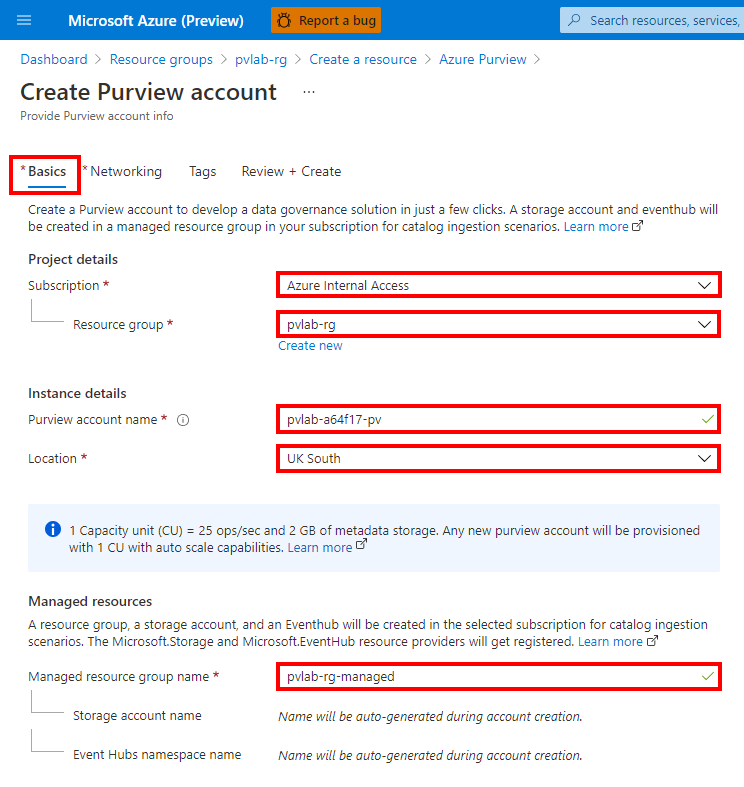 Microsoft Azure (Preview) Report a bug Search resources, services,
Dashboard > Resource groups > pvlab-rg > Create a resource > Azure Purview >
Create Purview account ...
Provide Purview account info
* Basics * Networking Tags Review + Create
Create a Purview account to develop a data governance solution in just a few clicks. A storage account and eventhub will
be created in a managed resource group in your subscription for catalog ingestion scenarios. Learn more
Project details
Subscription * Azure Internal Access
Resource group * pvlab-rg
Create new
Instance details
Purview account name * pvlab-a64f17-pv
Location * UK South
1 Capacity unit (CU) = 25 ops/sec and 2 GB of metadata storage. Any new purview account will be provisioned
with 1 CU with auto scale capabilities. Learn more
Managed resources
A resource group, a storage account, and an Eventhub will be created in the selected subscription for catalog ingestion
scenarios. The Microsoft.Storage and Microsoft.EventHub resource providers will get registered. Learn more
Managed resource group name * pvlab-rg-managed
Storage account name Name will be auto-generated during account creation.
Event Hubs namespace name Name will be auto-generated during account creation.